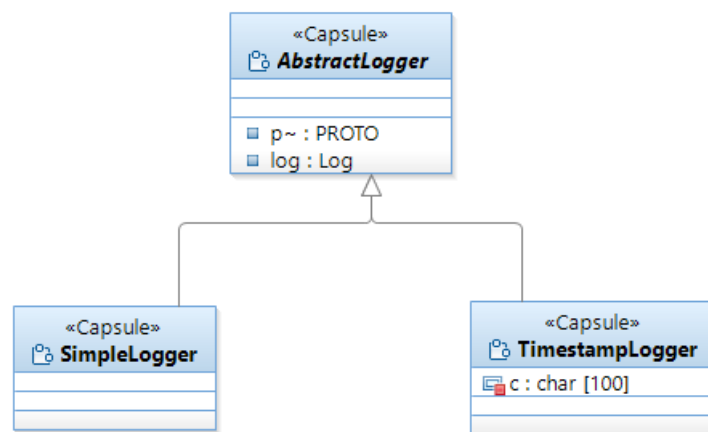 «Capsule»
AbstractLogger
p~ : PROTO
log : Log
«Capsule»
SimpleLogger
«Capsule»
TimestampLogger
c : char [100]